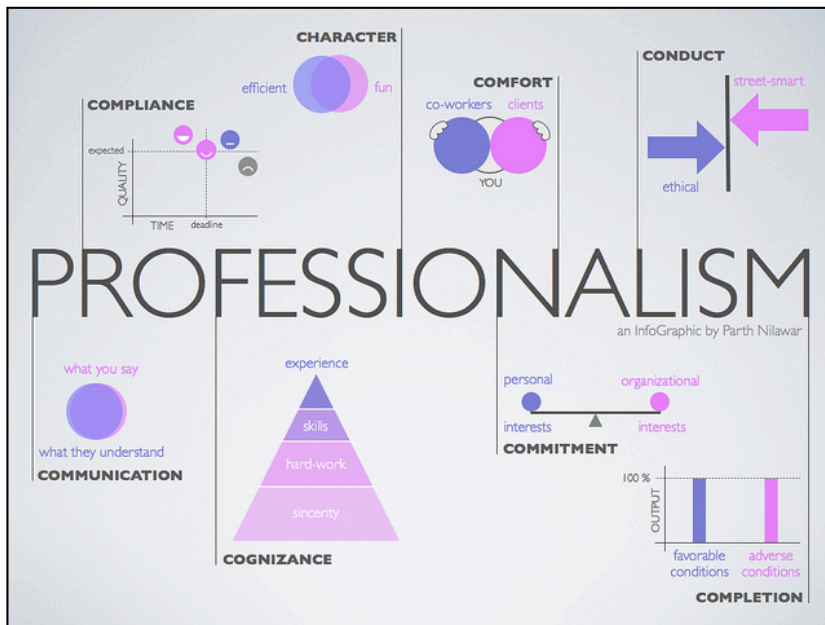 CHARACTER
efficient
fun
COMPLIANCE
expected
QUALITY
TIME
deadline
COMFORT
co-workers
clients
YOU
CONDUCT
street-smart
ethical
PROFESSIONALISM
an InfoGraphic by Parth Nilawar
what you say
what they understand
COMMUNICATION
experience
skills
hard-work
sincerity
COGNIZANCE
personal
interests
organizational
interests
COMMITMENT
100 %
OUTPUT
favorable
conditions
adverse
conditions
COMPLETION